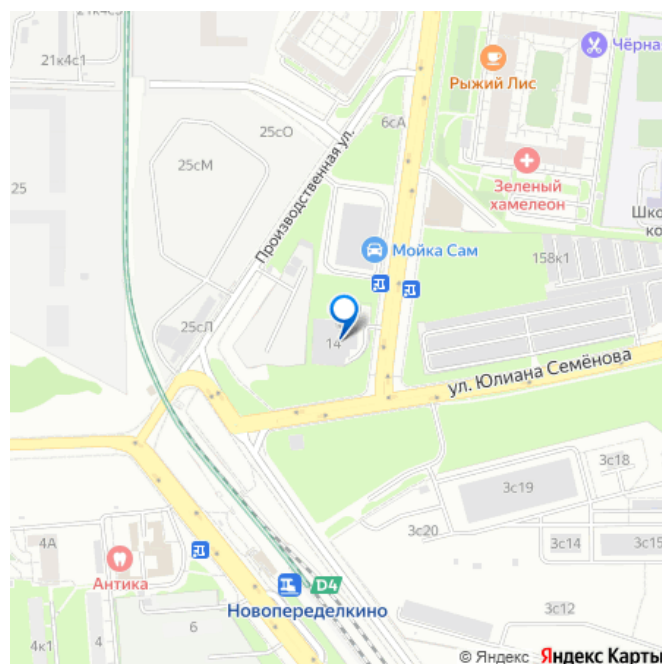 21к4с1
Чёрна
Рыжий Лис
6сА
25сО
25сМ
25
Производственная ул.
Зеленый
хамелеон
Шко
ко
Мойка Сам
158к1
25сЛ
14
ул. Юлиана Семёнова
3с18
3с19
3с20
3с14
3с15
4А
Антика
D4
Новопеределкино
3с12
6
4
4к1
© Яндекс Яндекс Карты